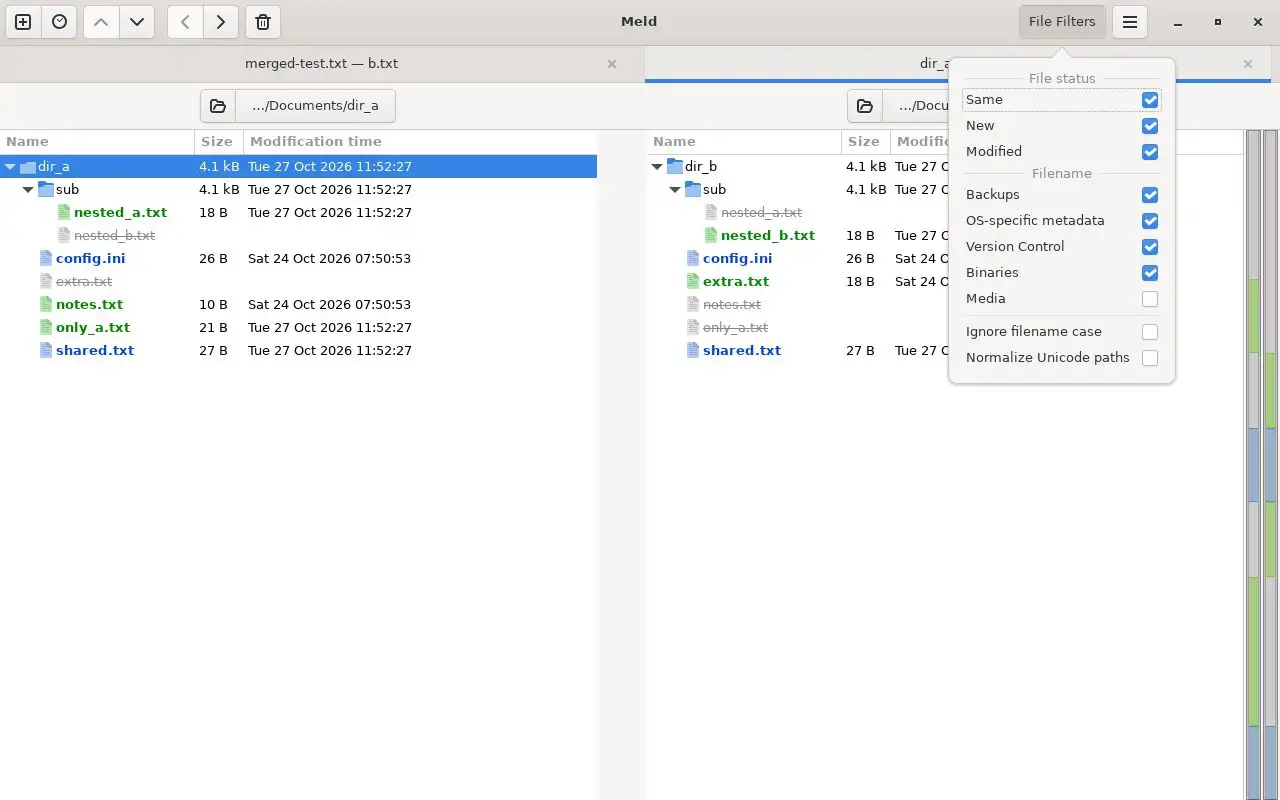 Meld
File Filters
merged-test.txt — b.txt
dir_a
.../Documents/dir_a
.../Docu
Name Size Modification time
Name Size Modific
dir_a 4.1 kB Tue 27 Oct 2026 11:52:27
sub 4.1 kB Tue 27 Oct 2026 11:52:27
nested_a.txt 18 B Tue 27 Oct 2026 11:52:27
nested_b.txt
config.ini 26 B Sat 24 Oct 2026 07:50:53
extra.txt
notes.txt 10 B Sat 24 Oct 2026 07:50:53
only_a.txt 21 B Tue 27 Oct 2026 11:52:27
shared.txt 27 B Tue 27 Oct 2026 11:52:27
dir_b 4.1 kB Tue 27 O
sub 4.1 kB Tue 27 O
nested_a.txt
nested_b.txt 18 B Tue 27 O
config.ini 26 B Sat 24 O
extra.txt 18 B Sat 24 O
notes.txt
only_a.txt
shared.txt 27 B Tue 27 O
File status
Same
New
Modified
Filename
Backups
OS-specific metadata
Version Control
Binaries
Media
Ignore filename case
Normalize Unicode paths